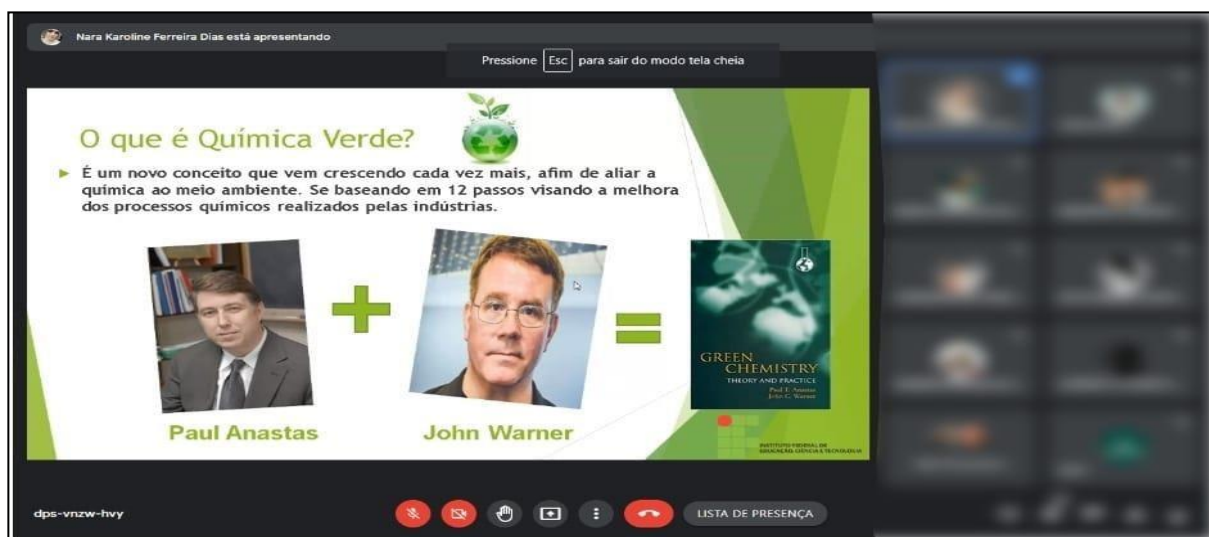 Nara Karoline Ferreira Dias está apresentando
Pressione Esc para sair do modo tela cheia
O que é Química Verde?
É um novo conceito que vem crescendo cada vez mais, afim de aliar a
química ao meio ambiente. Se baseando em 12 passos visando a melhora
dos processos químicos realizados pelas indústrias.
GREEN
CHEMISTRY
THEORY AND PRACTICE
Paul T. Anastas
John C. Warner
Paul Anastas
John Warner
INSTITUTO FEDERAL DE
EDUCAÇÃO, CIÊNCIA E TECNOLOGIA
dps-vnzw-hvy
LISTA DE PRESENÇA